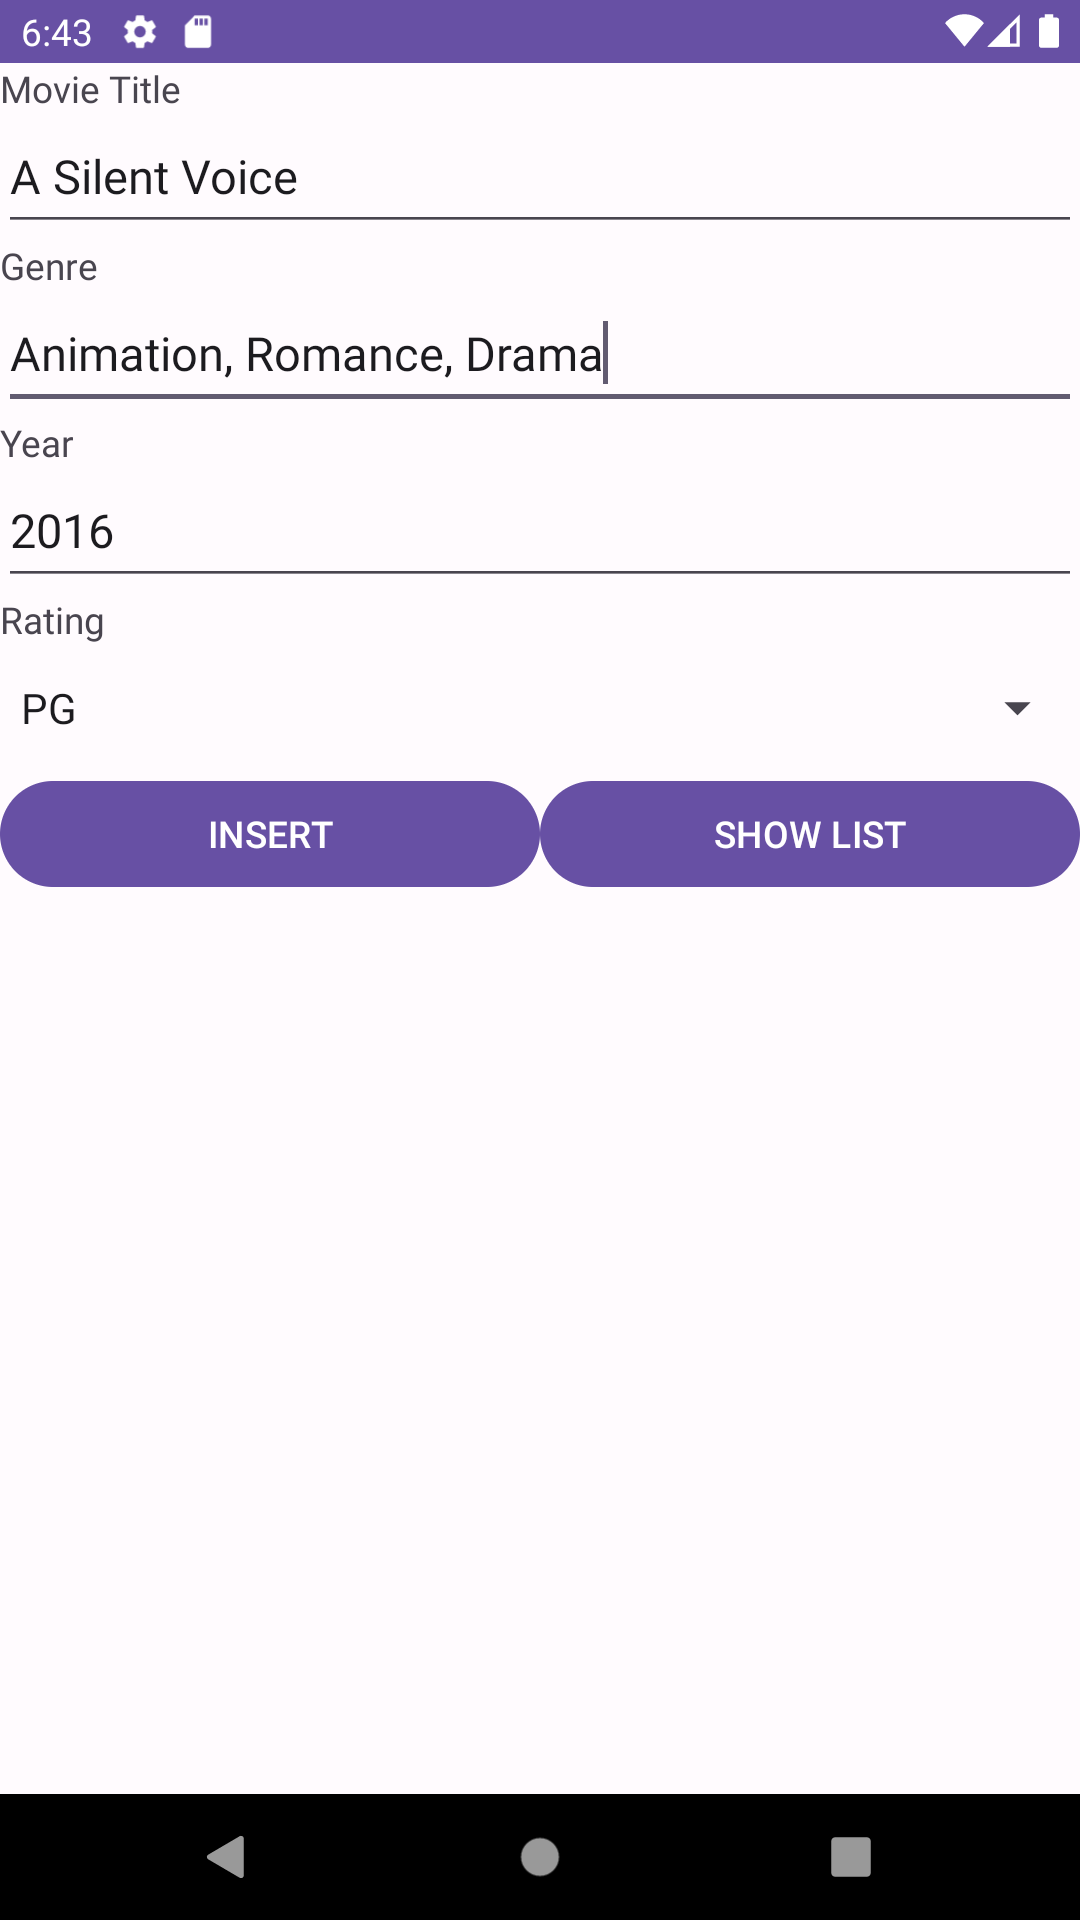 6:43
Movie Title
A Silent Voice
Genre
Animation, Romance, Drama
Year
2016
Rating
PG
INSERT SHOW LIST